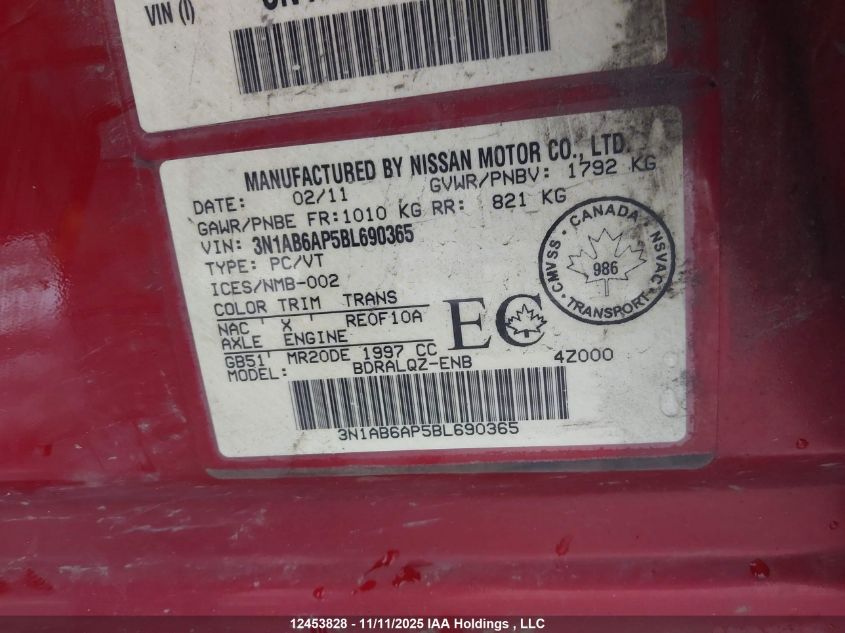 VIN (I)
MANUFACTURED BY NISSAN MOTOR CO., LTD.
DATE: 02/11 GVWR/PNBV: 1792 KG
GAWR/PNBE FR:1010 KG RR: 821 KG
VIN: 3N1AB6AP5BL690365
TYPE: PC/VT
ICES/NMB-002
COLOR TRIM TRANS
NAC ' X ' RE0F10A
AXLE ENGINE
GB51' MR20DE 1997 CC
MODEL: BDRALQZ-ENB 4Z000
3N1AB6AP5BL690365
EC
CANADA
CMVSS · NSVAC
986
TRANSPORT
12453828 - 11/11/2025 IAA Holdings , LLC